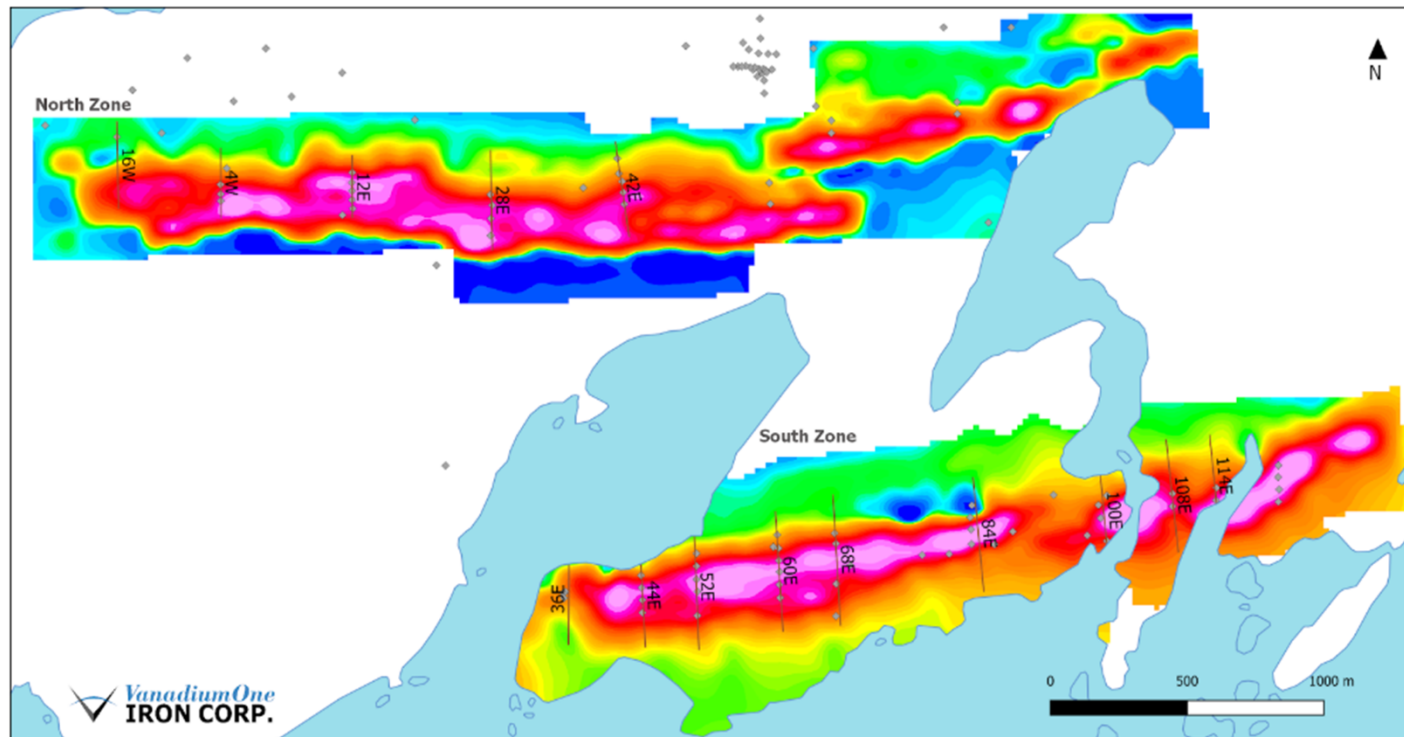 N
North Zone
16W
4W
12E
28E
42E
South Zone
36E
44E
52E
60E
68E
84E
100E
108E
114E
VanadiumOne
IRON CORP.
0 500 1000 m